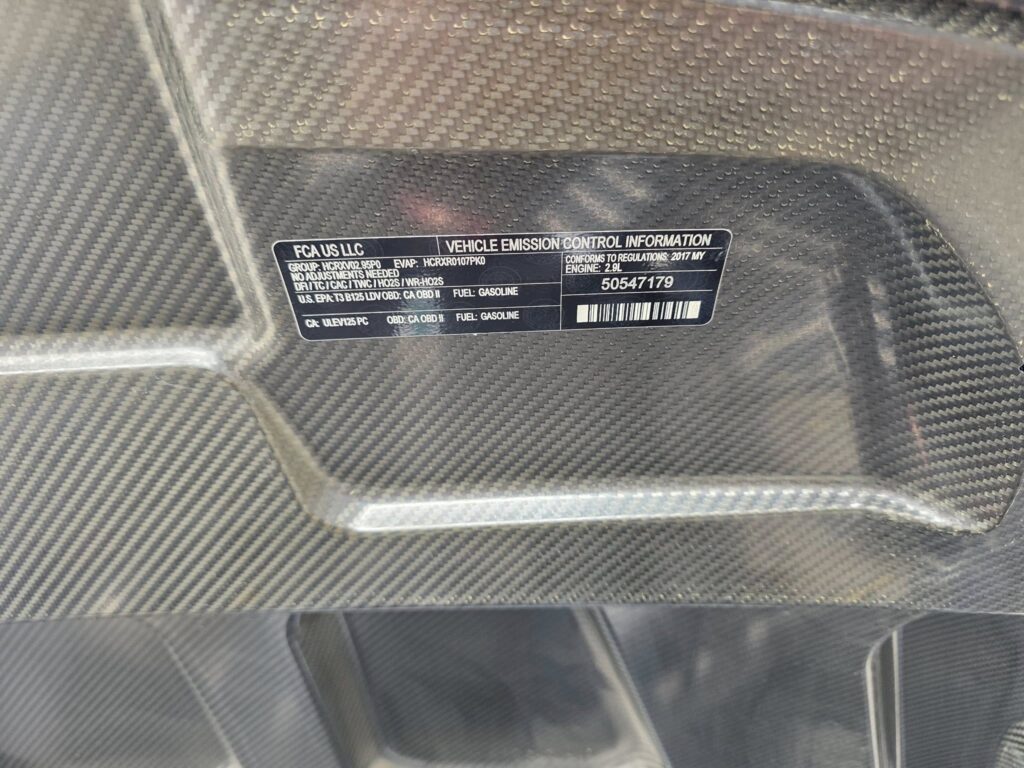 FCA US LLC
VEHICLE EMISSION CONTROL INFORMATION
GROUP: HCRXV02.95P0 EVAP: HCRXR0107PK0
NO ADJUSTMENTS NEEDED
DFI / TC / CAC / TWC / HO2S / WR-HO2S
U.S. EPA: T3 B125 LDV OBD: CA OBD II FUEL: GASOLINE
CA: ULEV125 PC OBD: CA OBD II FUEL: GASOLINE
CONFORMS TO REGULATIONS: 2017 MY
ENGINE: 2.9L
50547179